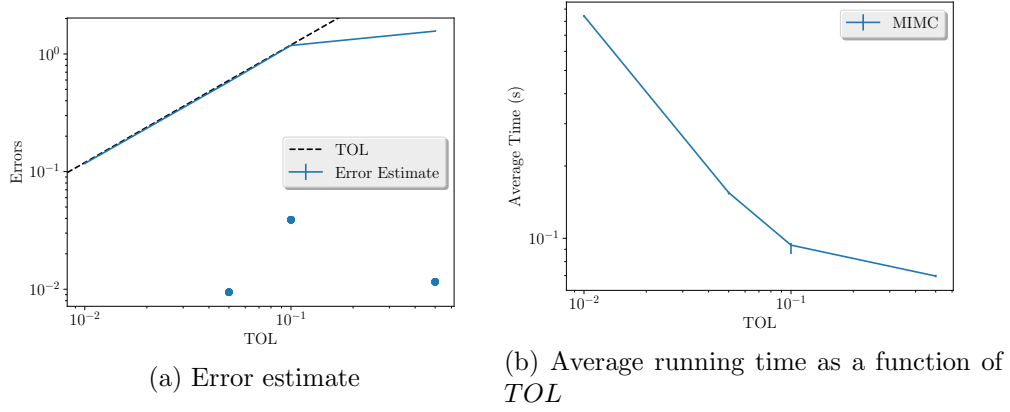 Errors
10^0
10^{-1}
10^{-2}
TOL
Error Estimate
10^{-2}
10^{-1}
TOL
(a) Error estimate
Average Time (s)
MIMC
10^{-1}
10^{-2}
10^{-1}
TOL
(b) Average running time as a function of
TOL